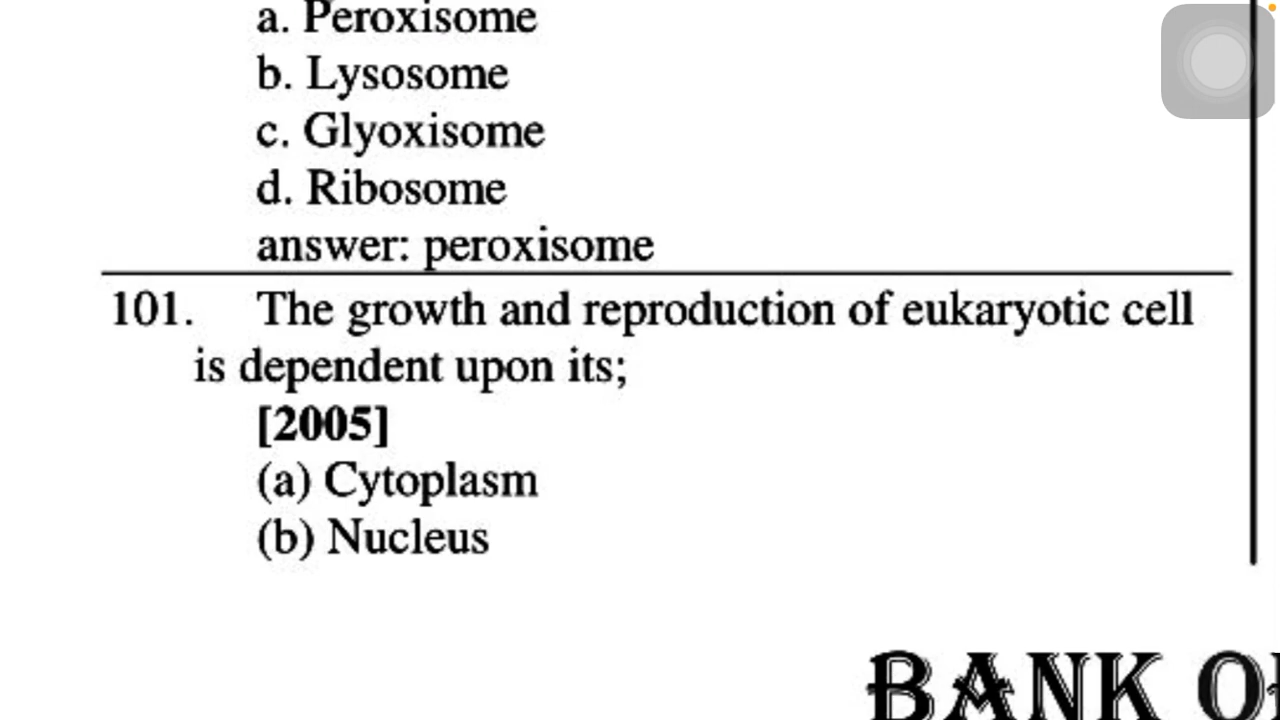 a. Peroxisome
b. Lysosome
c. Glyoxisome
d. Ribosome
answer: peroxisome
101. The growth and reproduction of eukaryotic cell
is dependent upon its;
[2005]
(a) Cytoplasm
(b) Nucleus
BANK OF